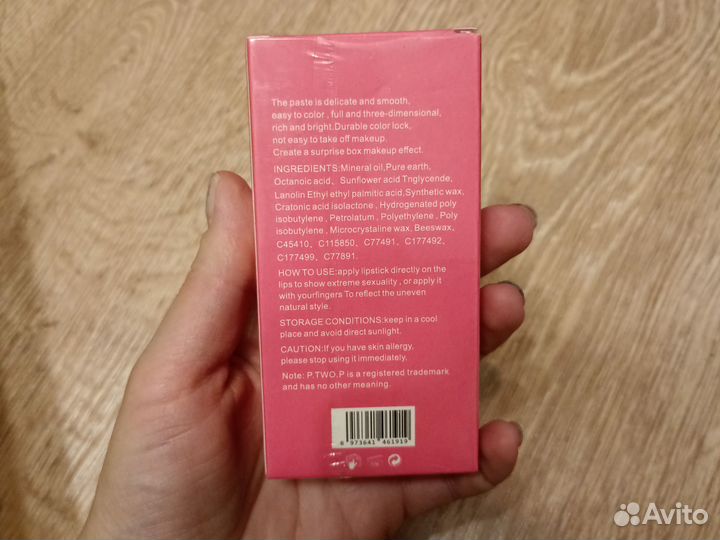 The paste is delicate and smooth,
easy to color , full and three-dimensional,
rich and bright.Durable color lock,
not easy to take off makeup.
Create a surprise box makeup effect.
INGREDIENTS:Mineral oil,Pure earth,
Octanoic acid、Sunflower acid Tnglycende,
Lanolin Ethyl ethyl palmitic acid,Synthetic wax,
Cratonic acid isolactone , Hydrogenated poly
isobutylene , Petrolatum , Polyethylene , Poly
isobutylene , Microcrystaline wax, Beeswax、
C45410、C115850、C77491、C177492、
C177499、C77891.
HOW TO USE:apply lipstick directly on the
lips to show extreme sexuality , or apply it
with yourfingers To reflect the uneven
natural style.
STORAGE CONDITIONS:keep in a cool
place and avoid direct sunlight.
CAUTION:If you have skin allergy,
please stop using it immediately.
Note: P.TWO.P is a registered trademark
and has no other meaning.
6 973641 461919
Avito